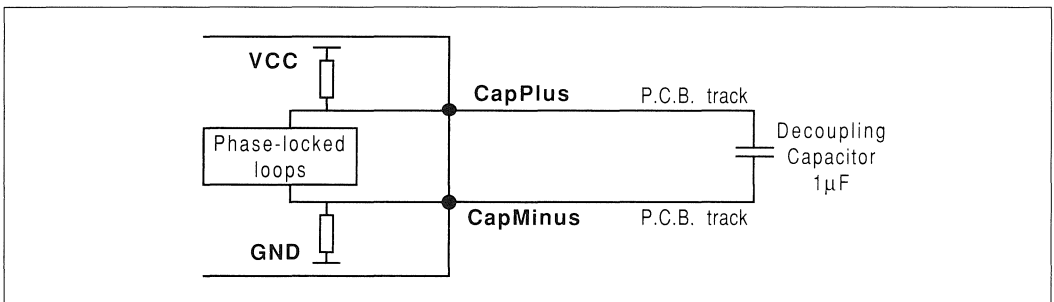 VCC
CapPlus
P.C.B. track
Phase-locked
loops
Decoupling
Capacitor
1µF
CapMinus
P.C.B. track
GND